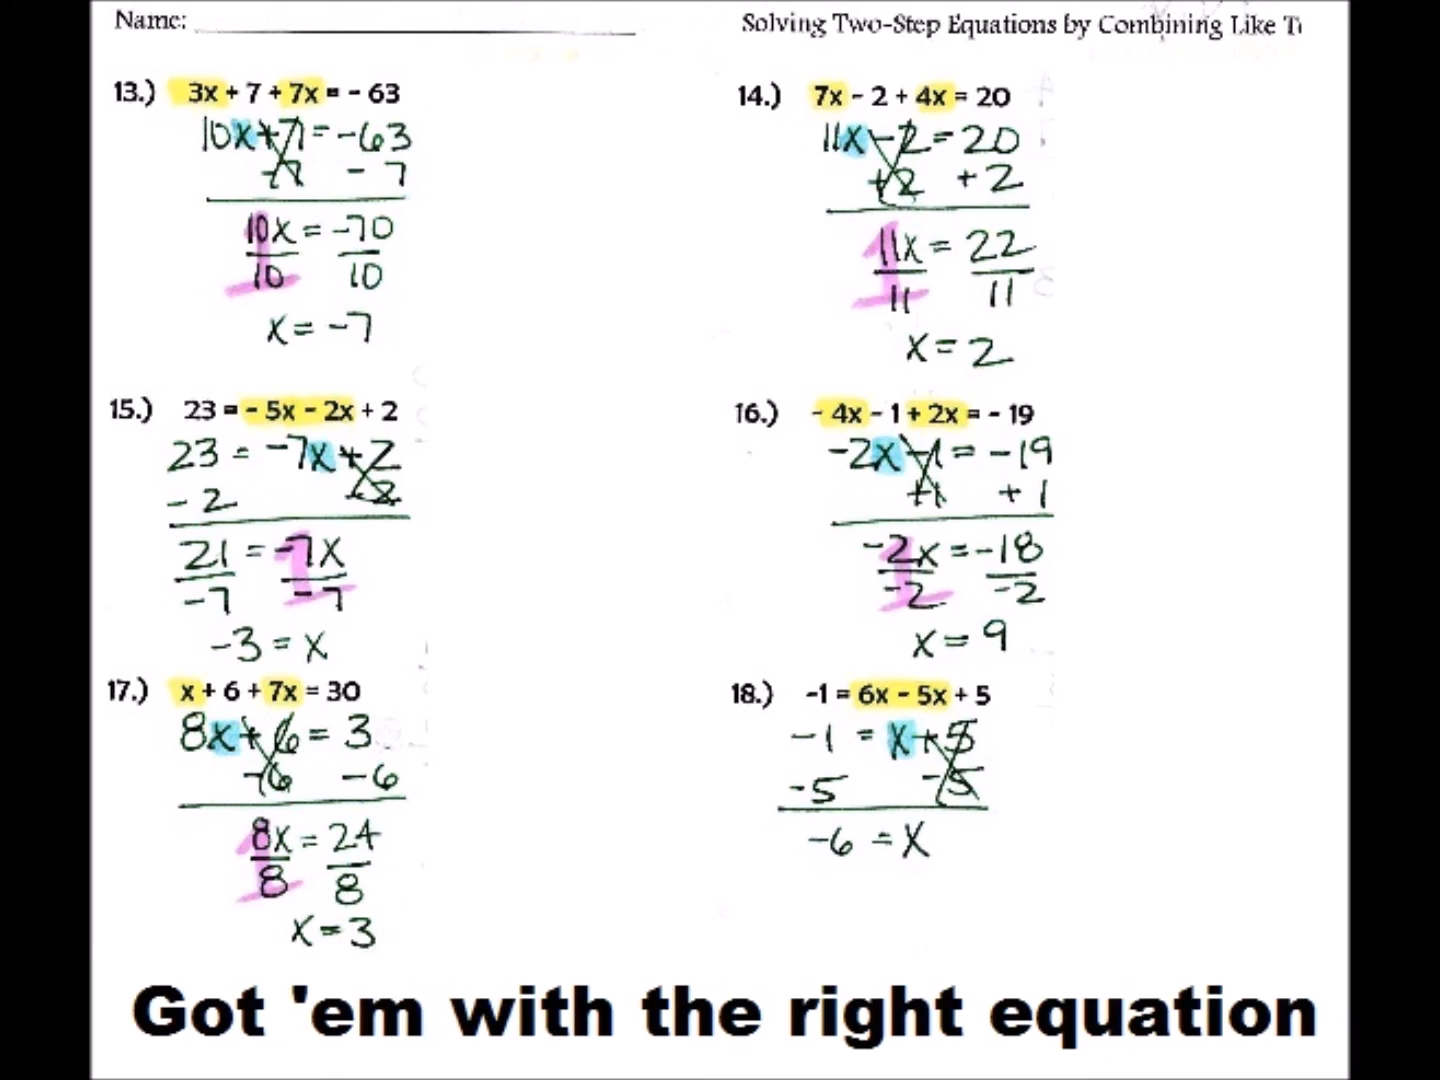 Name:
Solving Two-Step Equations by Combining Like
13.) 3x + 7 + 7x = - 63
10x+7=-63
-7 - 7
10x = -70
10 10
x = -7
14.) 7x - 2 + 4x = 20
11x-2=20
+2 +2
11x = 22
11 11
x = 2
15.) 23 = - 5x - 2x + 2
23 = -7x+2
- 2 -2
21 = -7x
-7 -7
-3 = x
16.) - 4x - 1 + 2x = - 19
-2x-1 = -19
+1 +1
-2x = -18
-2 -2
x = 9
17.) x + 6 + 7x = 30
8x+6 = 3
-6 -6
8x = 24
8 8
x = 3
18.) -1 = 6x - 5x + 5
-1 = x+5
-5 -5
-6 = x
Got 'em with the right equation